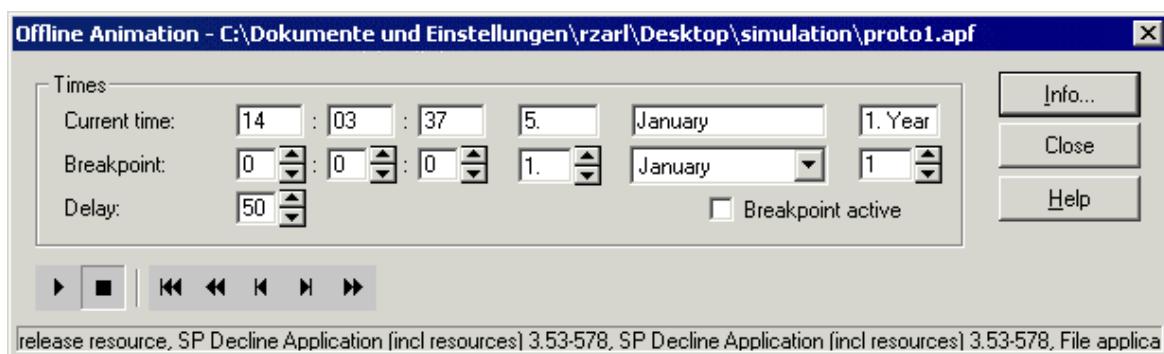 Offline Animation - C:\Dokumente und Einstellungen\rzarl\Desktop\simulation\proto1.apf
Times
Current time: 14 : 03 : 37 5. January 1. Year
Breakpoint: 0 : 0 : 0 1. January 1
Delay: 50 Breakpoint active
Info...
Close
Help
release resource, SP Decline Application (incl resources) 3.53-578, SP Decline Application (incl resources) 3.53-578, File applica